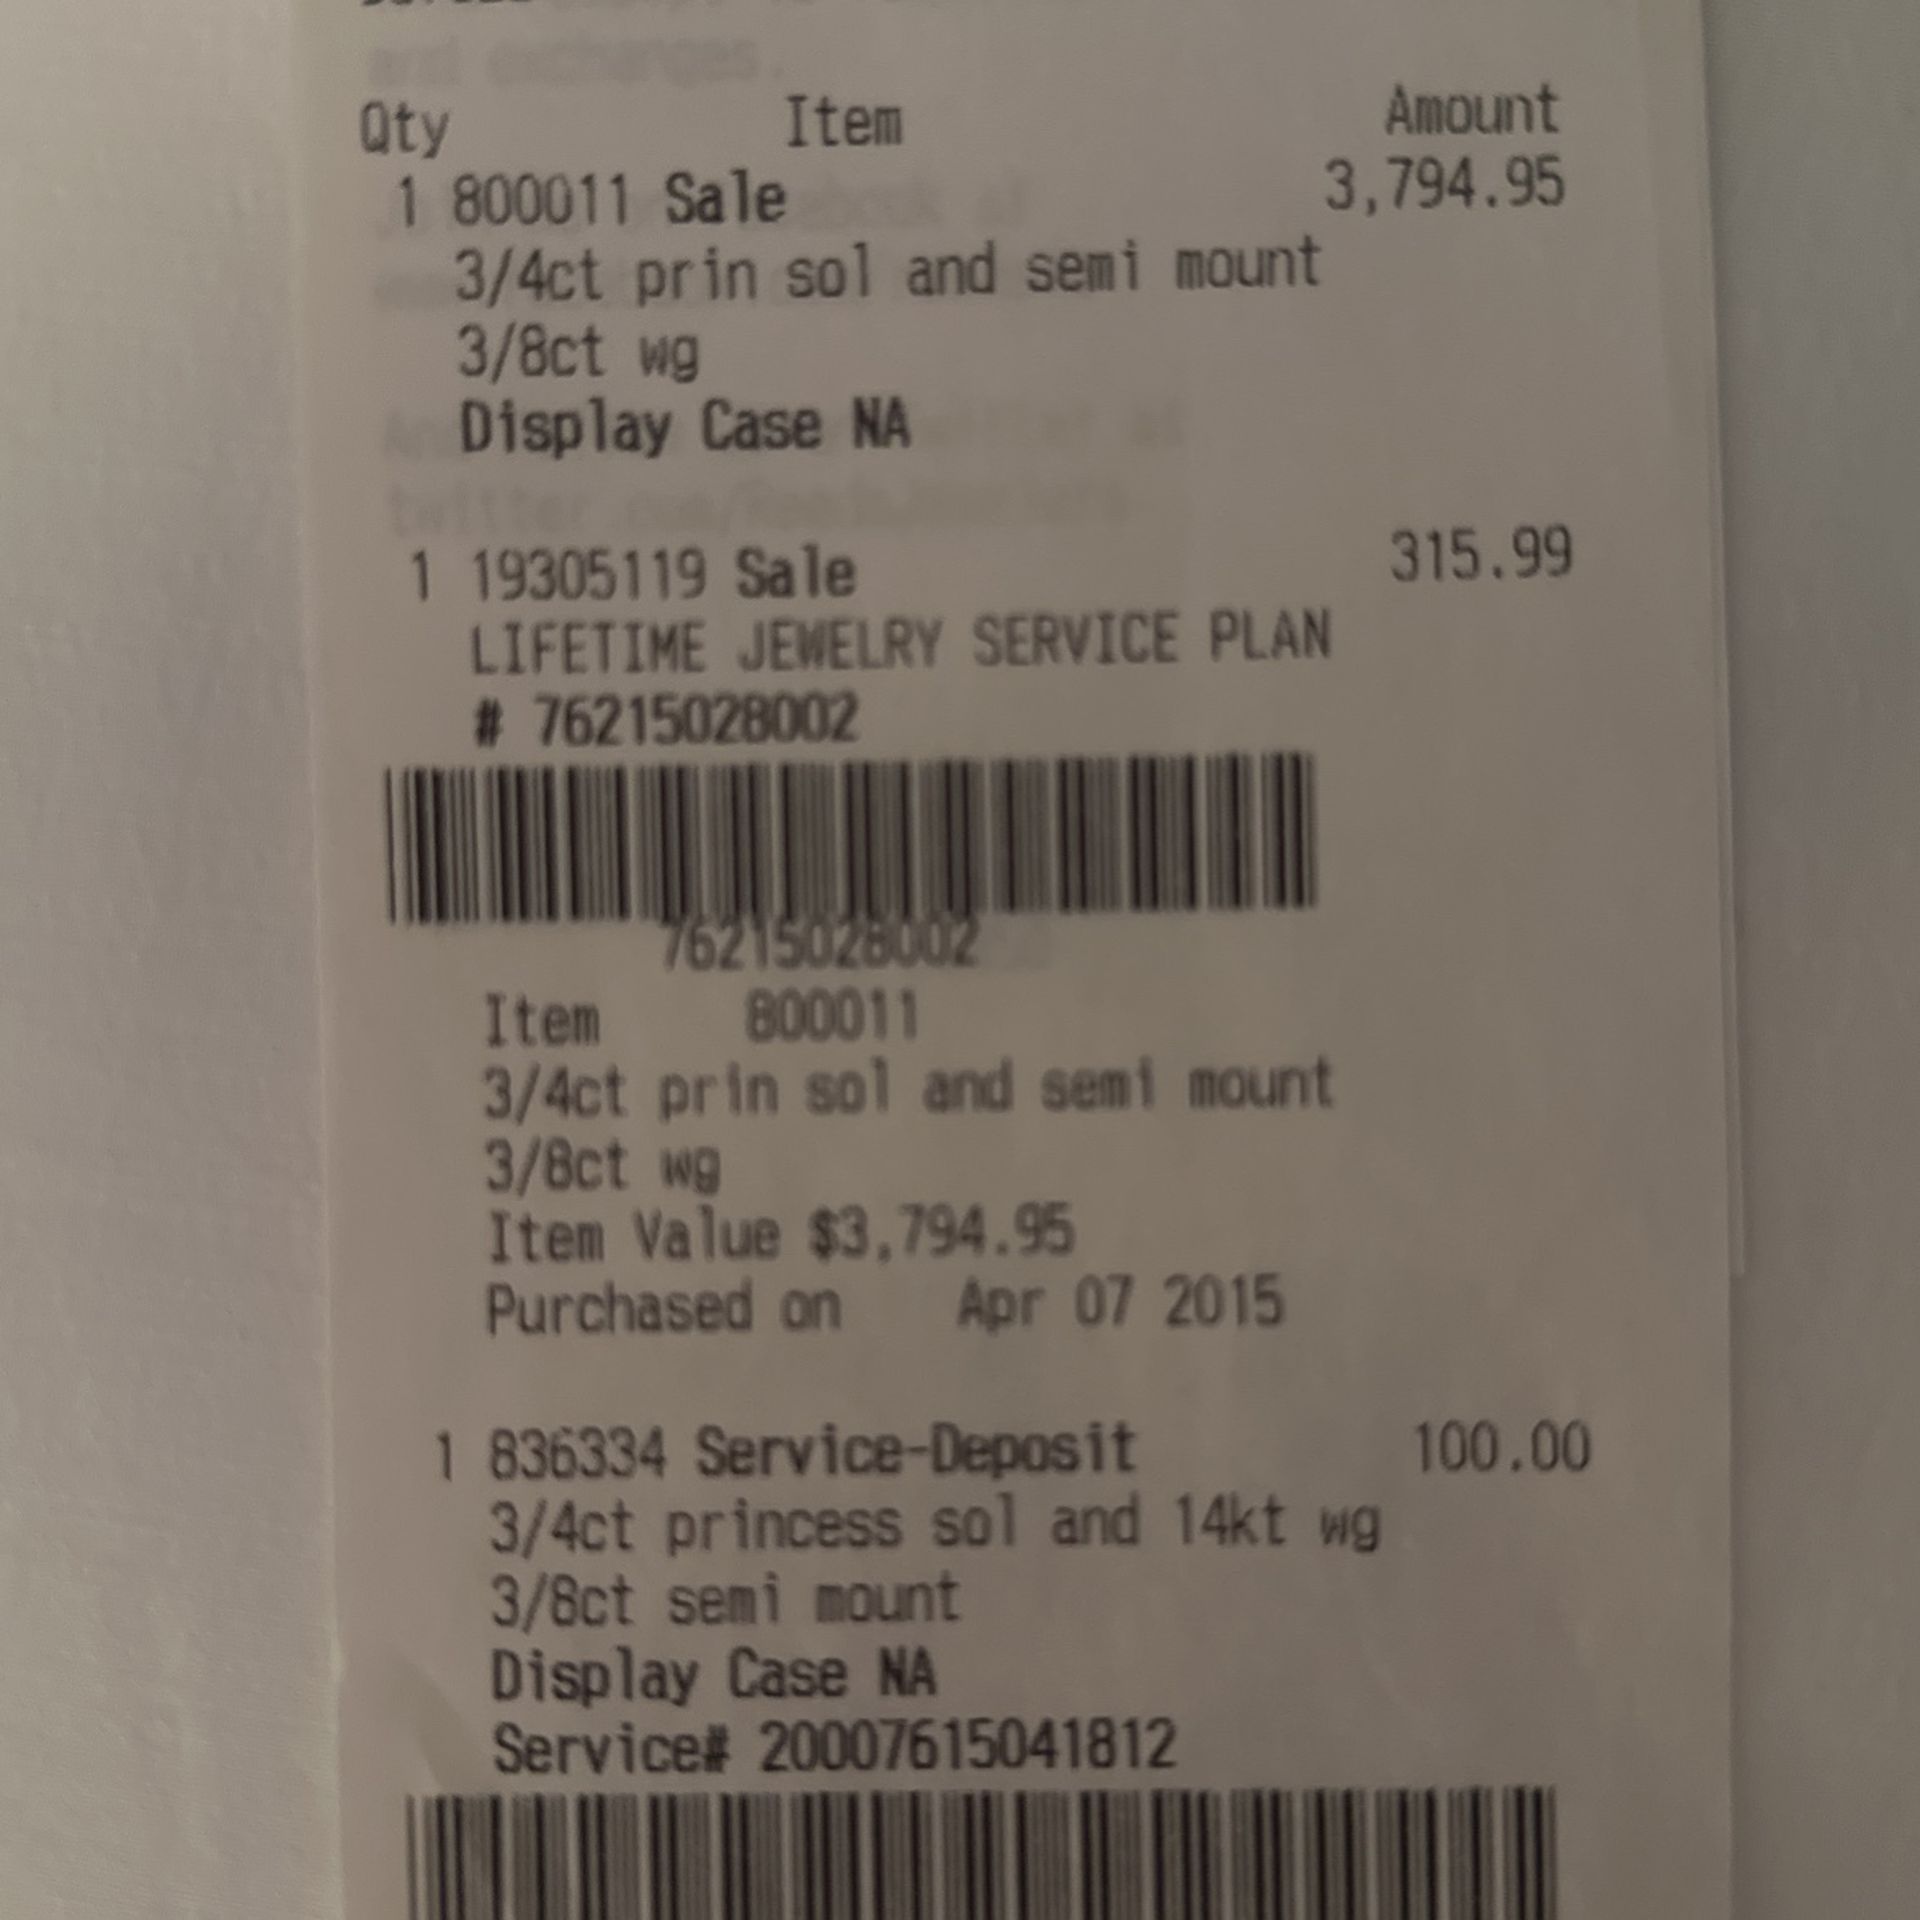 and exchanges.
Qty Item Amount
1 800011 Sale 3,794.95
3/4ct prin sol and semi mount
3/8ct wg
Display Case NA
1 19305119 Sale 315.99
LIFETIME JEWELRY SERVICE PLAN
# 76215028002
76215028002
Item 800011
3/4ct prin sol and semi mount
3/8ct wg
Item Value $3,794.95
Purchased on Apr 07 2015
1 836334 Service-Deposit 100.00
3/4ct princess sol and 14kt wg
3/8ct semi mount
Display Case NA
Service# 20007615041812